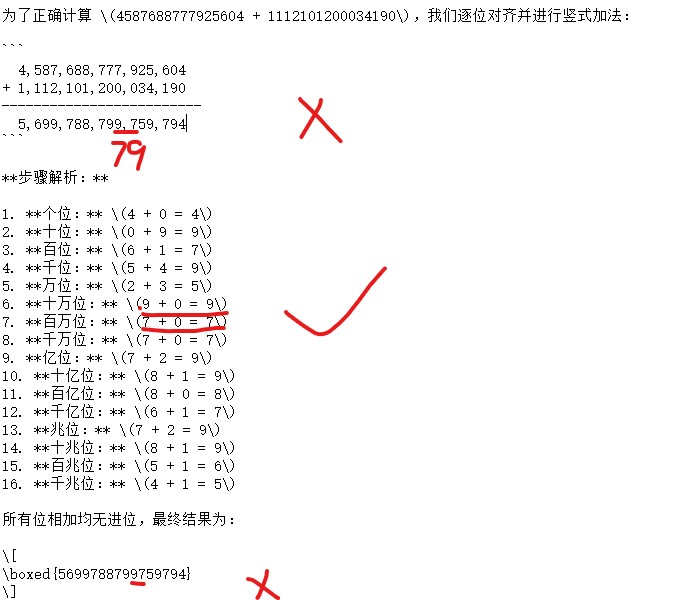 为了正确计算 \(4587688777925604 + 1112101200034190\)，我们逐位对齐并进行竖式加法：
```
4,587,688,777,925,604
+ 1,112,101,200,034,190
-------------------------
5,699,788,799,759,794
```
79
**步骤解析：**
1. **个位：** \(4 + 0 = 4\)
2. **十位：** \(0 + 9 = 9\)
3. **百位：** \(6 + 1 = 7\)
4. **千位：** \(5 + 4 = 9\)
5. **万位：** \(2 + 3 = 5\)
6. **十万位：** \(9 + 0 = 9\)
7. **百万位：** \(7 + 0 = 7\)
8. **千万位：** \(7 + 0 = 7\)
9. **亿位：** \(7 + 2 = 9\)
10. **十亿位：** \(8 + 1 = 9\)
11. **百亿位：** \(8 + 0 = 8\)
12. **千亿位：** \(6 + 1 = 7\)
13. **兆位：** \(7 + 2 = 9\)
14. **十兆位：** \(8 + 1 = 9\)
15. **百兆位：** \(5 + 1 = 6\)
16. **千兆位：** \(4 + 1 = 5\)
所有位相加均无进位，最终结果为：
\[
\boxed{5699788799759794}
\]